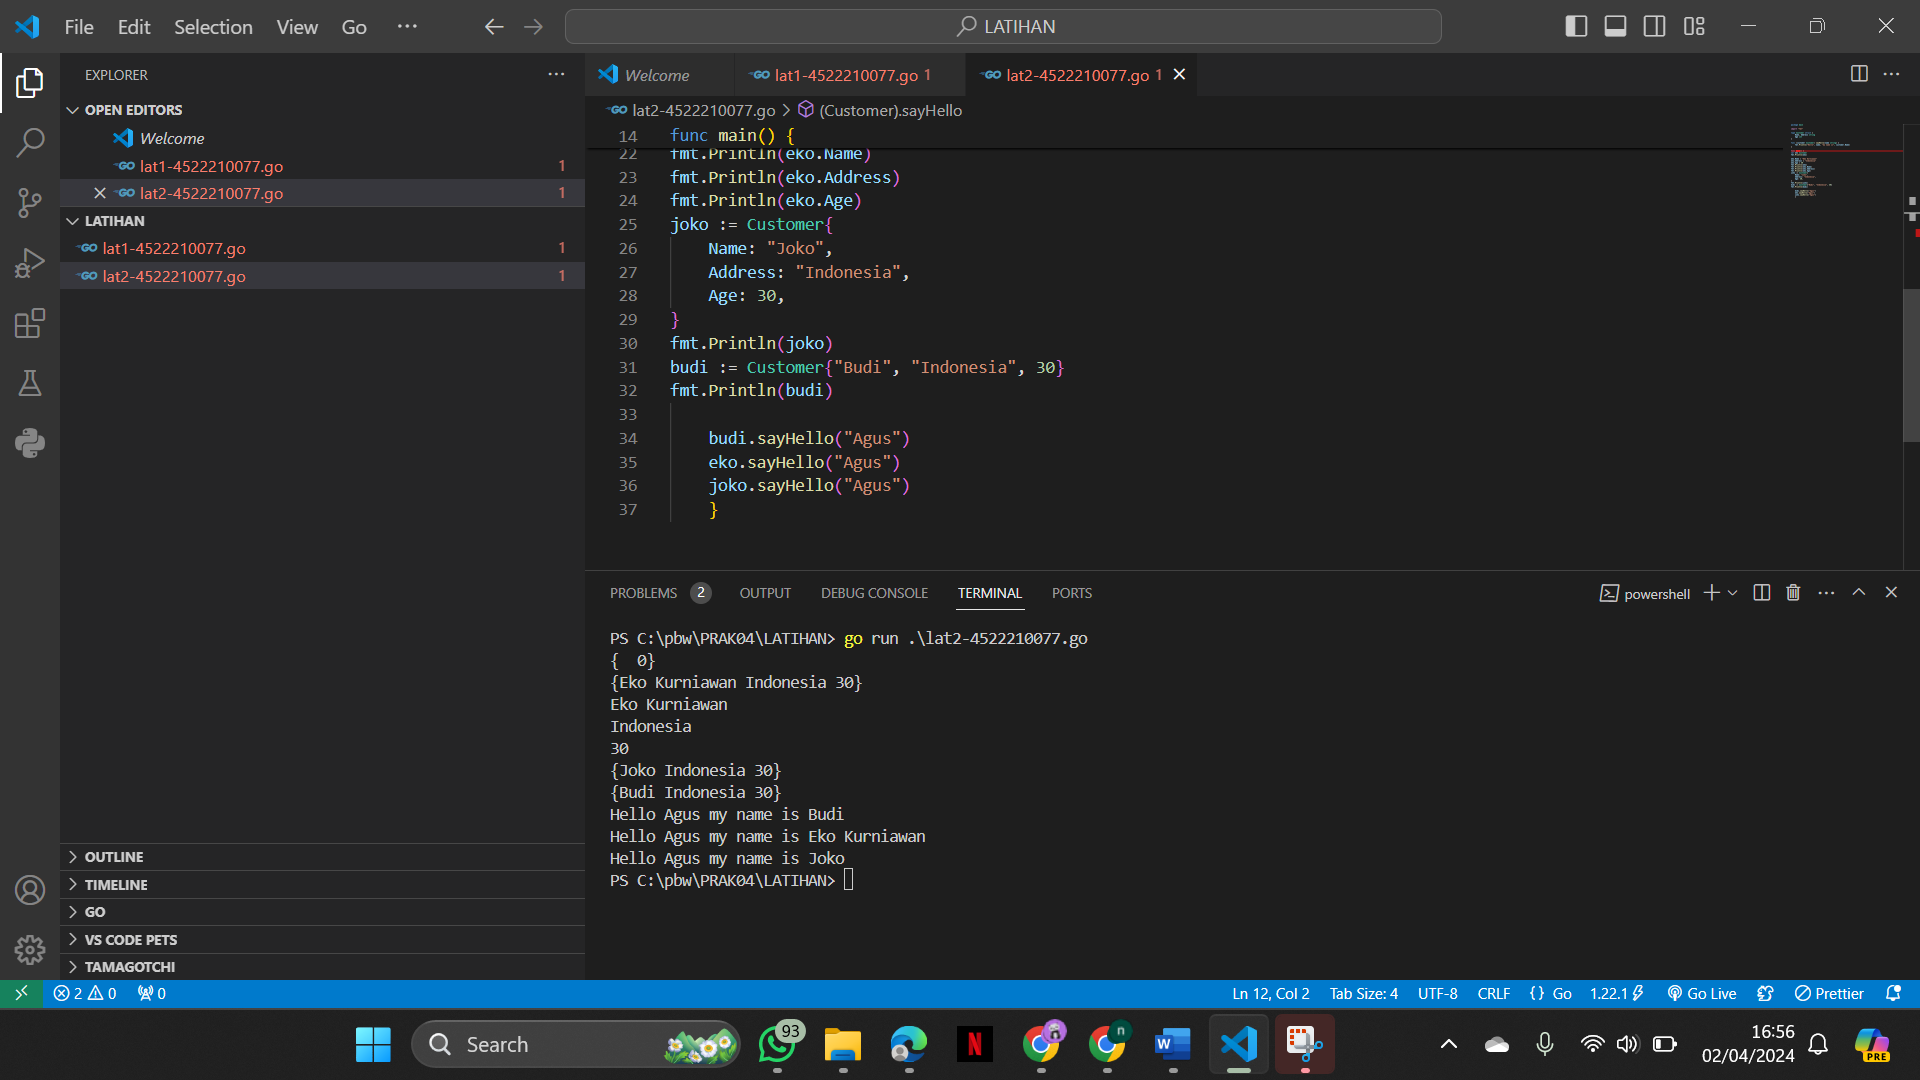 File Edit Selection View Go ··· LATIHAN
EXPLORER
OPEN EDITORS
Welcome
lat1-4522210077.go 1
lat2-4522210077.go 1
LATIHAN
lat1-4522210077.go 1
lat2-4522210077.go 1
OUTLINE
TIMELINE
GO
VS CODE PETS
TAMAGOTCHI
Welcome lat1-4522210077.go 1 lat2-4522210077.go 1
lat2-4522210077.go > (Customer).sayHello
14 func main() {
22 fmt.Println(eko.Name)
23 fmt.Println(eko.Address)
24 fmt.Println(eko.Age)
25 joko := Customer{
26 Name: "Joko",
27 Address: "Indonesia",
28 Age: 30,
29 }
30 fmt.Println(joko)
31 budi := Customer{"Budi", "Indonesia", 30}
32 fmt.Println(budi)
33
34 budi.sayHello("Agus")
35 eko.sayHello("Agus")
36 joko.sayHello("Agus")
37 }
PROBLEMS 2 OUTPUT DEBUG CONSOLE TERMINAL PORTS powershell
PS C:\pbw\PRAK04\LATIHAN> go run .\lat2-4522210077.go
{  0}
{Eko Kurniawan Indonesia 30}
Eko Kurniawan
Indonesia
30
{Joko Indonesia 30}
{Budi Indonesia 30}
Hello Agus my name is Budi
Hello Agus my name is Eko Kurniawan
Hello Agus my name is Joko
PS C:\pbw\PRAK04\LATIHAN>
2 0 0 Ln 12, Col 2 Tab Size: 4 UTF-8 CRLF {} Go 1.22.1 Go Live Prettier
Search 93 N n W PRE
16:56
02/04/2024